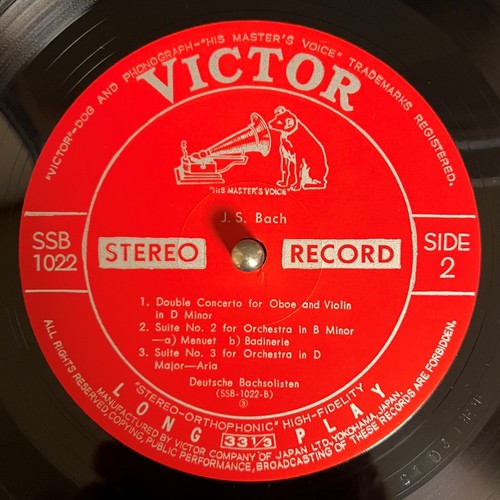 "VICTOR"-DOG AND PHONOGRAPH-"HIS MASTER'S VOICE" TRADEMARKS REGISTERED.
VICTOR
"HIS MASTER'S VOICE"
J. S. Bach
SSB
1022
STEREO
RECORD
SIDE
2
1. Double Concerto for Oboe and Violin
in D Minor
2. Suite No. 2 for Orchestra in B Minor
—a) Menuet b) Badinerie
3. Suite No. 3 for Orchestra in D
Major—Aria
Deutsche Bachsolisten
(SSB-1022-B)
"STEREO-ORTHOPHONIC" HIGH-FIDELITY
LONG 33 1/3 PLAY
MANUFACTURED BY VICTOR COMPANY OF JAPAN LTD., YOKOHAMA, JAPAN.
ALL RIGHTS RESERVED, COPYING, PUBLIC PERFORMANCE, BROADCASTING OF THESE RECORDS ARE FORBIDDEN.